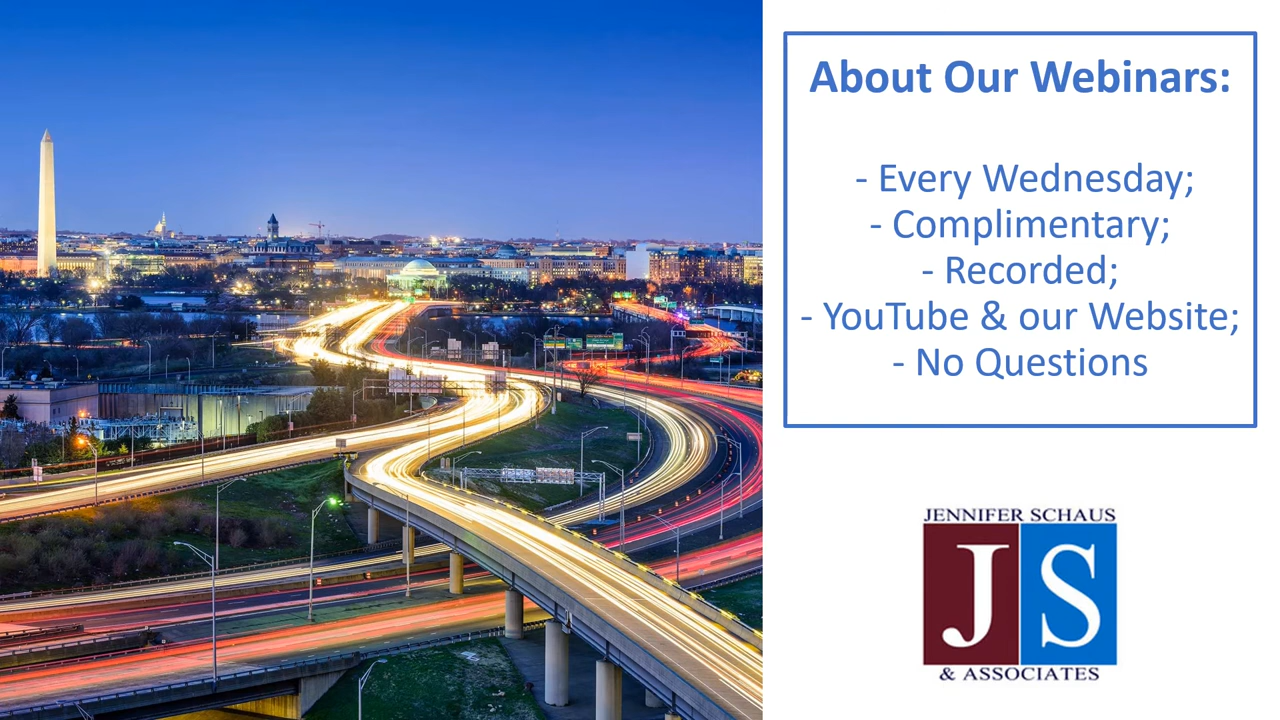 About Our Webinars:
- Every Wednesday;
- Complimentary;
- Recorded;
- YouTube & our Website;
- No Questions
JENNIFER SCHAUS
JS
& ASSOCIATES